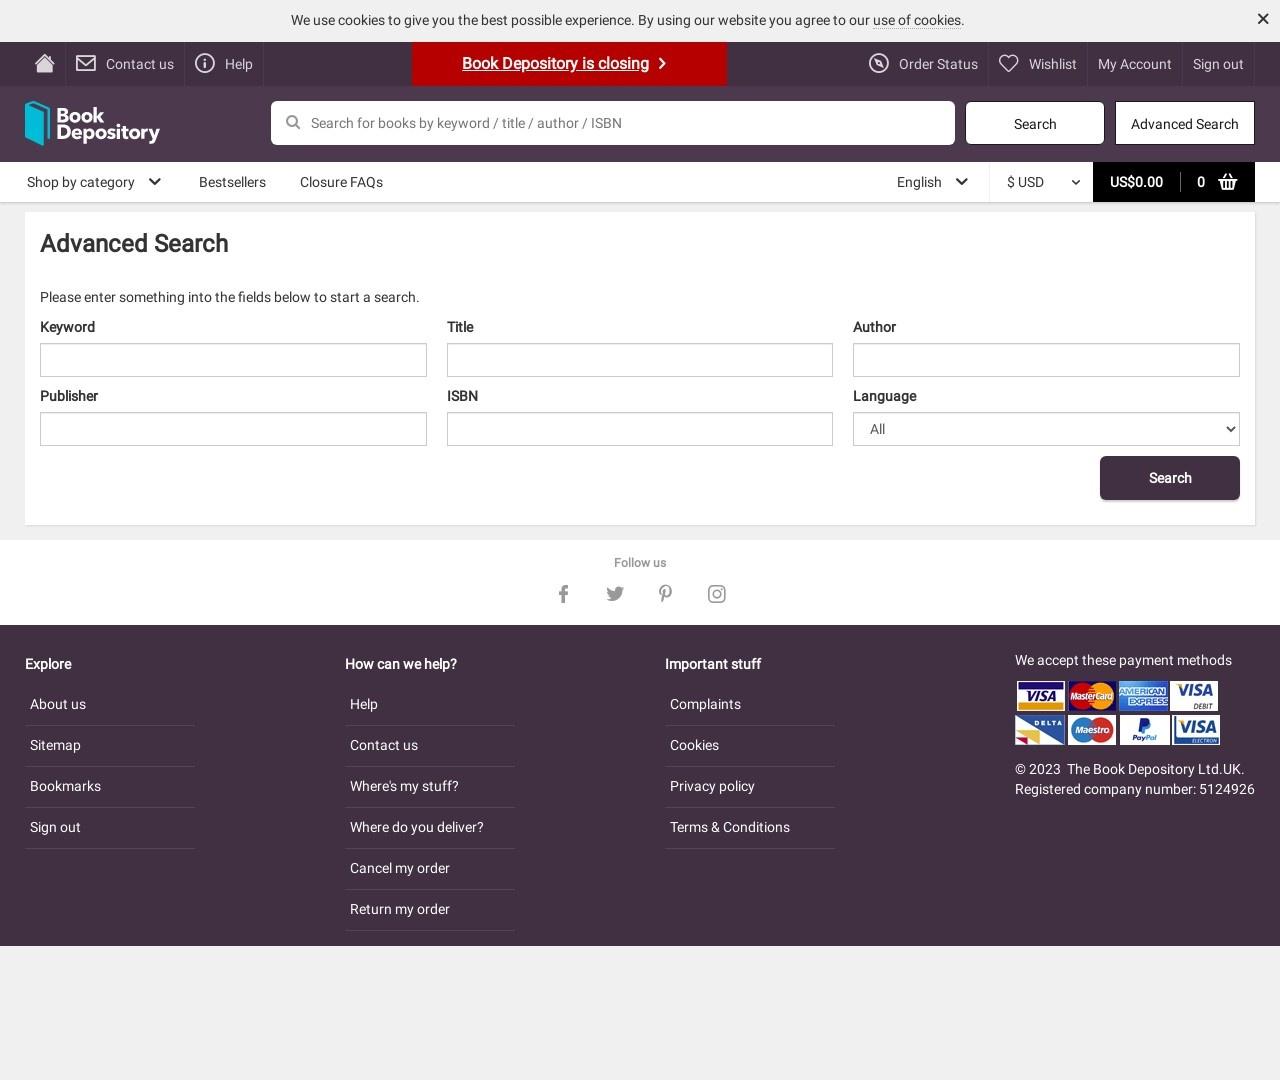 We use cookies to give you the best possible experience. By using our website you agree to our use of cookies.
Contact us
Help
Book Depository is closing
Order Status
Wishlist
My Account
Sign out
Book
Depository
Search for books by keyword / title / author / ISBN
Search
Advanced Search
Shop by category
Bestsellers
Closure FAQs
English
$ USD
US$0.00
0
Advanced Search
Please enter something into the fields below to start a search.
Keyword
Title
Author
Publisher
ISBN
Language
All
Search
Follow us
Explore
About us
Sitemap
Bookmarks
Sign out
How can we help?
Help
Contact us
Where's my stuff?
Where do you deliver?
Cancel my order
Return my order
Important stuff
Complaints
Cookies
Privacy policy
Terms & Conditions
We accept these payment methods
VISA
MasterCard
AMERICAN EXPRESS
VISA DEBIT
DELTA
Maestro
PayPal
VISA ELECTRON
© 2023 The Book Depository Ltd.UK.
Registered company number: 5124926